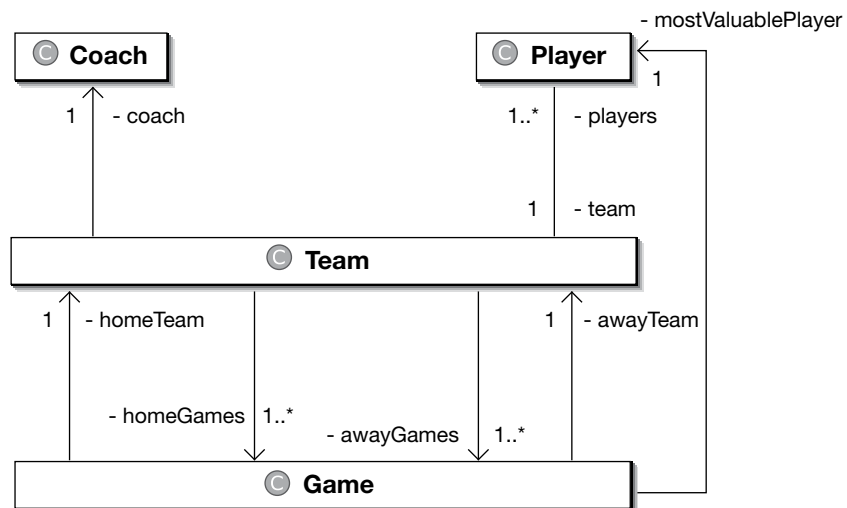 - mostValuablePlayer
C Coach
C Player
1
1 - coach
1..* - players
1 - team
C Team
1 - homeTeam
1 - awayTeam
- homeGames 1..*
- awayGames 1..*
C Game